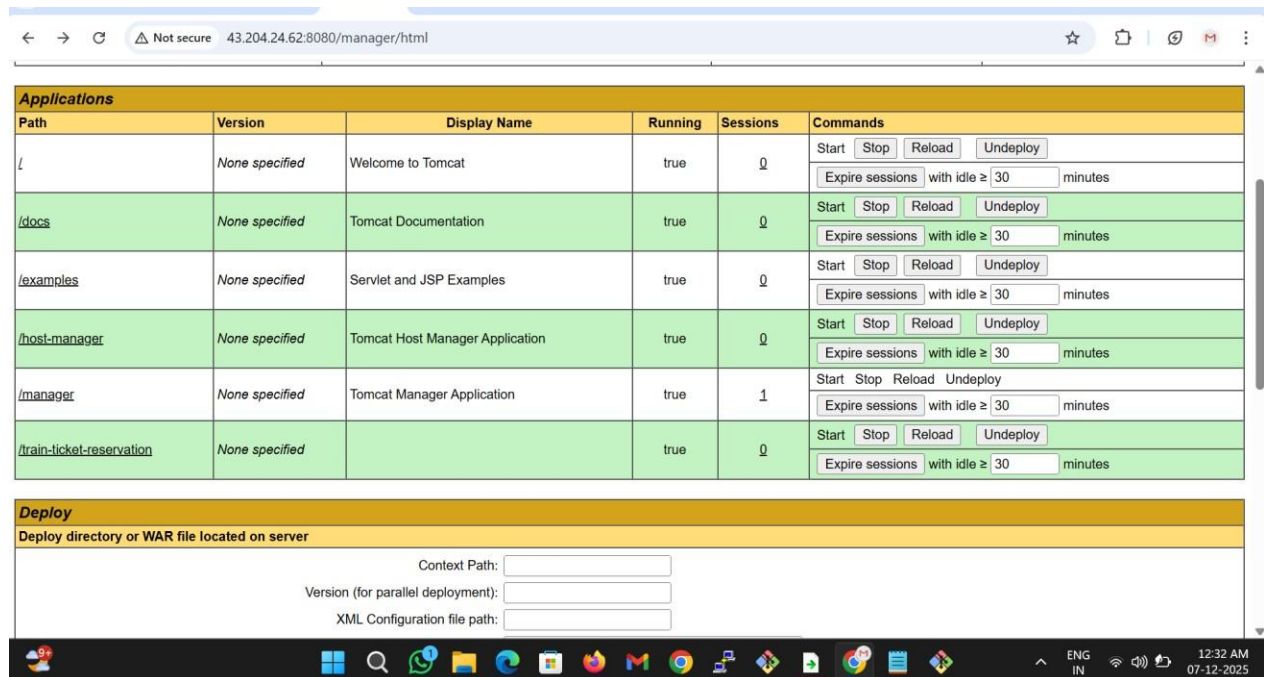 Not secure 43.204.24.62:8080/manager/html
M
Applications
Path Version Display Name Running Sessions Commands
/ None specified Welcome to Tomcat true 0 Start Stop Reload Undeploy
Expire sessions with idle ≥ 30 minutes
/docs None specified Tomcat Documentation true 0 Start Stop Reload Undeploy
Expire sessions with idle ≥ 30 minutes
/examples None specified Servlet and JSP Examples true 0 Start Stop Reload Undeploy
Expire sessions with idle ≥ 30 minutes
/host-manager None specified Tomcat Host Manager Application true 0 Start Stop Reload Undeploy
Expire sessions with idle ≥ 30 minutes
/manager None specified Tomcat Manager Application true 1 Start Stop Reload Undeploy
Expire sessions with idle ≥ 30 minutes
/train-ticket-reservation None specified true 0 Start Stop Reload Undeploy
Expire sessions with idle ≥ 30 minutes
Deploy
Deploy directory or WAR file located on server
Context Path:
Version (for parallel deployment):
XML Configuration file path:
9+
1
ENG
IN
12:32 AM
07-12-2025